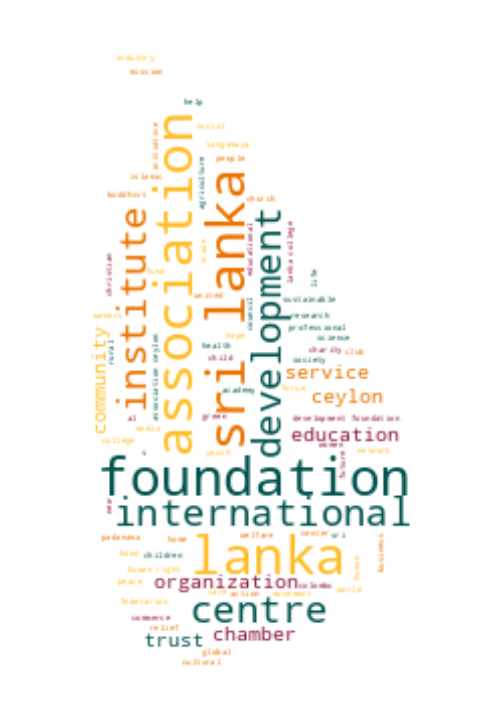 industry
mission
help
association
initiative
social
sangamaya
people
agriculture
islamic
buddhist
sri lanka
church
institute
development
educational
lanka college
christian
trade
fund
life
united
sustainable
council
community
rural
association ceylon
research
professional
hope
science
health
society
charity
club
child
service
academy
forum
ceylon
al
green
development foundation
media
education
college
women
s
youth
network
future
foundation
international
padanama
home
welfare
center
sri
business
hand
children
lanka
human right
human
peace
organization
colombo
care
action
movement
world
federation
centre
commerce
relief
trust
chamber
global
cultural